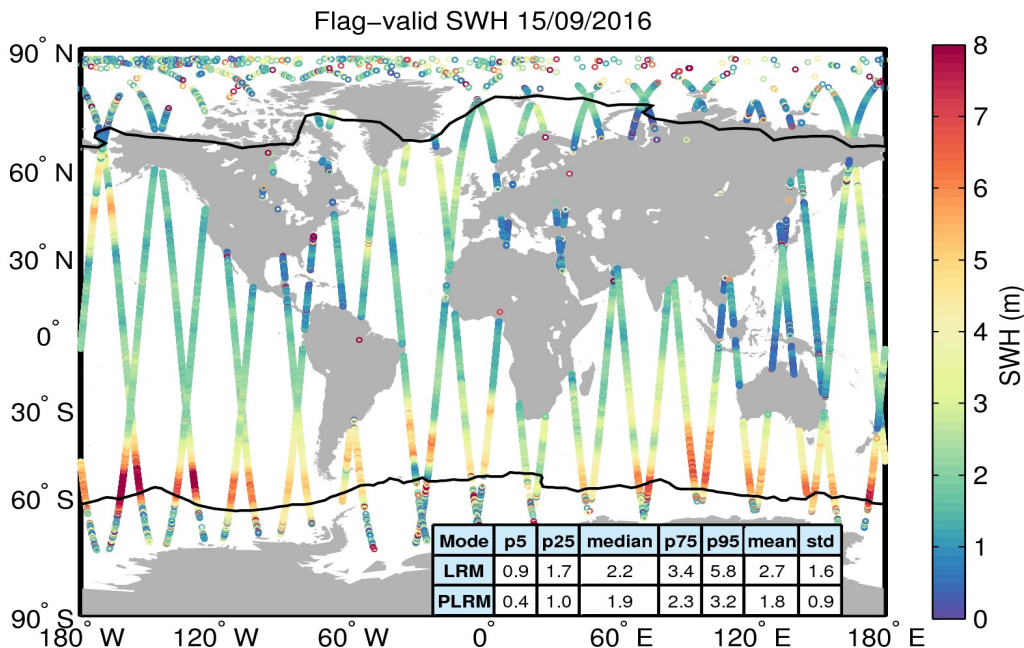 Flag−valid SWH 15/09/2016
90° N
60° N
30° N
0°
30° S
60° S
90° S
180° W 120° W 60° W 0° 60° E 120° E 180° E
Mode p5 p25 median p75 p95 mean std
LRM 0.9 1.7 2.2 3.4 5.8 2.7 1.6
PLRM 0.4 1.0 1.9 2.3 3.2 1.8 0.9
8
7
6
5
4
3
2
1
0
SWH (m)